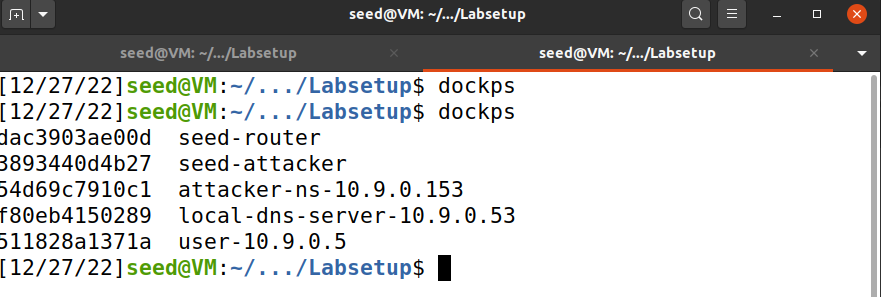 seed@VM: ~/.../Labsetup
seed@VM: ~/.../Labsetup × seed@VM: ~/.../Labsetup ×
[12/27/22]seed@VM:~/.../Labsetup$ dockps
[12/27/22]seed@VM:~/.../Labsetup$ dockps
dac3903ae00d  seed-router
3893440d4b27  seed-attacker
54d69c7910c1  attacker-ns-10.9.0.153
f80eb4150289  local-dns-server-10.9.0.53
511828a1371a  user-10.9.0.5
[12/27/22]seed@VM:~/.../Labsetup$